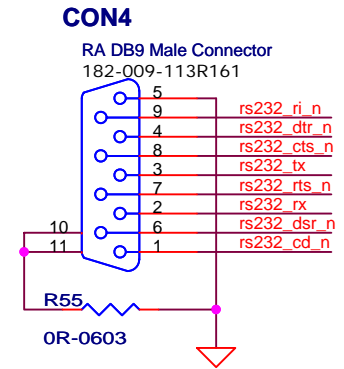 CON4
RA DB9 Male Connector
182-009-113R161
5
9 rs232_ri_n
4 rs232_dtr_n
8 rs232_cts_n
3 rs232_tx
7 rs232_rts_n
2 rs232_rx
10 6 rs232_dsr_n
11 1 rs232_cd_n
R55
0R-0603